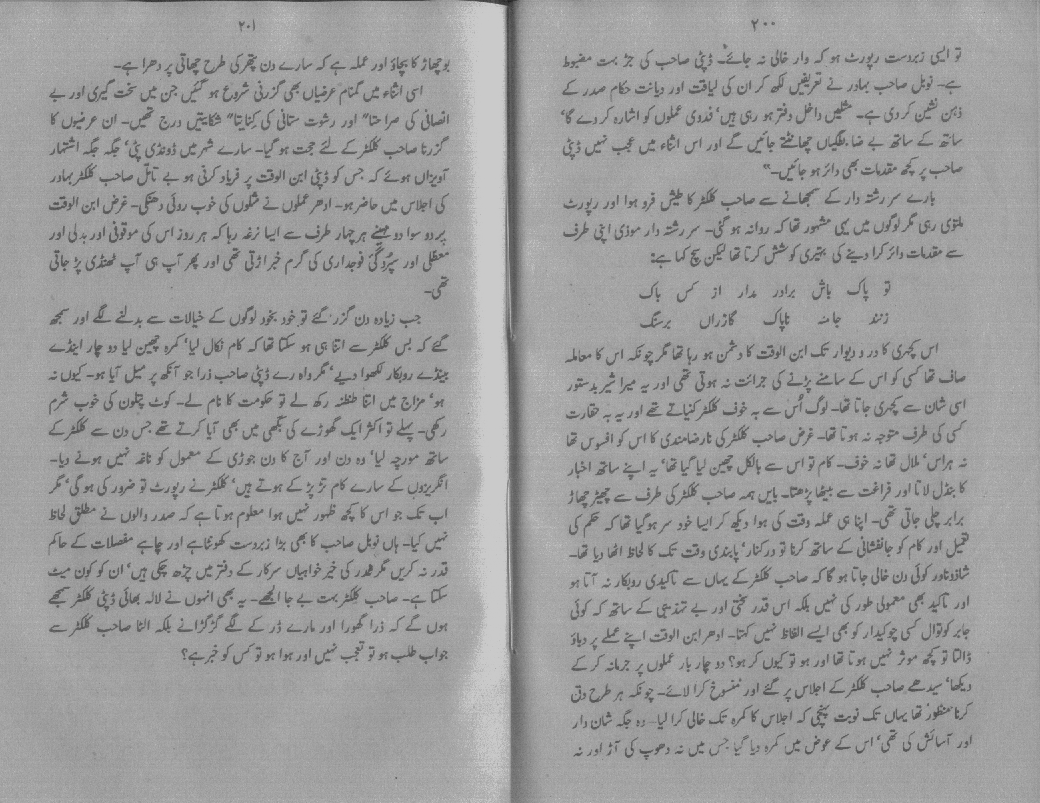 ۲۰۰
تو ایسی زبردست رپورٹ ہو کہ وار خالی نہ جائے۔ ڈپٹی صاحب کی جڑ بہت مضبوط
ہے۔ نوبل صاحب بہادر نے تعریفیں لکھ کر ان کی لیاقت اور دیانت حکام صدر کے
ذہن نشین کر دی ہے۔ مثلیں داخل دفتر ہو رہی ہیں‘ فدوی عملوں کو اشارہ کر دے گا‘
ساتھ کے ساتھ بے ضابطگیاں چھانٹتے جائیں گے اور اس اثناء میں عجب نہیں ڈپٹی
صاحب پر کچھ مقدمات بھی دائر ہو جائیں۔"
بارے سر رشتہ دار کے سمجھانے سے صاحب کلکٹر کا طیش فرو ہوا اور رپورٹ
ملتوی رہی مگر لوگوں میں یہی مشہور تھا کہ روانہ ہو گئی۔ سر رشتہ دار موذی اپنی طرف
سے مقدمات دائر کرا دینے کی بہتیری کوشش کرتا تھا لیکن سچ کہا ہے:
تو پاک باش برادر مدار از کس باک
زنند جامہ ناپاک گازراں برسنگ
اس کچہری کا در و دیوار تک ابن الوقت کا دشمن ہو رہا تھا مگر چونکہ اس کا معاملہ
صاف تھا کسی کو اس کے سامنے پڑنے کی جرائت نہ ہوتی تھی اور یہ میرا شیر بدستور
اسی شان سے کچہری جاتا تھا۔ لوگ اُس سے بہ خوف کلکٹر کنیاتے تھے اور یہ بہ حقارت
کسی کی طرف متوجہ نہ ہوتا تھا۔ غرض صاحب کلکٹر کی نارضامندی کا اس کو افسوس تھا
نہ ہراس‘ ملال تھا نہ خوف۔ کام تو اس سے بالکل چھین لیا گیا تھا‘ یہ اپنے ساتھ اخبار
کا بنڈل لاتا اور فراغت سے بیٹھا پڑھتا۔ بایں ہمہ صاحب کلکٹر کی طرف سے چھیڑ چھاڑ
برابر چلی جاتی تھی۔ اپنا ہی عملہ وقت کی ہوا دیکھ کر ایسا خود سر ہو گیا تھا کہ حکم کی
تعمیل اور کام کو جانفشانی کے ساتھ کرنا تو درکنار‘ پابندی وقت تک کا لحاظ اٹھا دیا تھا۔
شاذونادر کوئی دن خالی جاتا ہو گا کہ صاحب کلکٹر کے یہاں سے تاکیدی روبکار نہ آتا ہو
اور تاکید بھی معمولی طور کی نہیں بلکہ اس قدر سختی اور بے تہذیبی کے ساتھ کہ کوئی
جابر کوتوال کسی چوکیدار کو بھی ایسے الفاظ نہیں کہتا۔ ادھر ابن الوقت اپنے عملے پر دباؤ
ڈالتا تو کچھ موثر نہیں ہوتا تھا اور ہو تو کیوں کر ہو؟ دو چار بار عملوں پر جرمانہ کر کے
دیکھا‘ سیدھے صاحب کلکٹر کے اجلاس پر گئے اور منسوخ کرا لائے۔ چونکہ ہر طرح دق
کرنا منظور تھا یہاں تک نوبت پہنچی کہ اجلاس کا کمرہ تک خالی کرا لیا۔ وہ جگہ شان دار
اور آسائش کی تھی‘ اس کے عوض میں کمرہ دیا گیا جس میں نہ دھوپ کی آڑ اور نہ
۲۰۱
بوچھاڑ کا بچاؤ اور عملہ ہے کہ سارے دن پتھر کی طرح چھاتی پر دھرا ہے۔
اسی اثناء میں گمنام عرضیاں بھی گزرنی شروع ہو گئیں جن میں سخت گیری اور بے
انصافی کی صراحتا" اور رشوت ستانی کی کنایتا" شکایتیں درج تھیں۔ ان عرضیوں کا
گزرنا صاحب کلکٹر کے لئے حجت ہو گیا۔ سارے شہر میں ڈونڈی پٹی‘ جگہ جگہ اشتہار
آویزاں ہوئے کہ جس کو ڈپٹی ابن الوقت پر فریاد کرنی ہو بے تامل صاحب کلکٹر بہادر
کی اجلاس میں حاضر ہو۔ ادھر عملوں نے مثلوں کی خوب روئی دھنکی۔ غرض ابن الوقت
پر دو سوا دو مہینے ہر چہار طرف سے ایسا نرغہ رہا کہ ہر روز اس کی موقوفی اور بدلی اور
معطلی اور سپردگئی فوجداری کی گرم خبر اڑتی تھی اور پھر آپ ہی آپ ٹھنڈی پڑ جاتی
تھی۔
جب زیادہ دن گزر گئے تو خود بخود لوگوں کے خیالات سے بدلنے لگے اور سمجھ
گئے کہ بس کلکٹر سے اتنا ہی ہو سکتا تھا کہ کام نکال لیا‘ کمرہ چھین لیا دو چار اینڈے
بینڈے روبکار لکھوا دیے‘ مگر واہ رے ڈپٹی صاحب ذرا جو آنکھ پر میل آیا ہو۔ کیوں نہ
ہو‘ مزاج میں اتنا طنطنہ رکھ لے تو حکومت کا نام لے۔ کوٹ پتلون کی خوب شرم
رکھی۔ پہلے تو اکثر ایک گھوڑے کی بگھی میں بھی آیا کرتے تھے جس دن سے کلکٹر کے
ساتھ مورچہ لیا‘ وہ دن اور آج کا دن جوڑی کے معمول کو ناغہ نہیں ہونے دیا۔
انگریزوں کے سارے کام تڑپڑ کے ہوتے ہیں‘ کلکٹر نے رپورٹ تو ضرور کی ہو گی‘ مگر
اب تک جو اس کا کچھ ظہور نہیں ہوا معلوم ہوتا ہے کہ صدر والوں نے مطلق لحاظ
نہیں کیا۔ ہاں نوبل صاحب کا بھی بڑا زبردست کھونٹا ہے اور چاہے مفصلات کے حاکم
قدر نہ کریں مگر غدر کی خیر خواہیاں سرکار کے دفتر میں چڑھ چکی ہیں‘ ان کو کون میٹ
سکتا ہے۔ صاحب کلکٹر بہت بے جا الجھے۔ یہ بھی انہوں نے لالہ بھائی ڈپٹی کلکٹر سمجھے
ہوں گے کہ ذرا گھورا اور مارے ڈر کے لگے گڑگڑانے بلکہ الٹا صاحب کلکٹر سے
جواب طلب ہو تو تعجب نہیں اور ہوا ہو تو کس کو خبر ہے؟